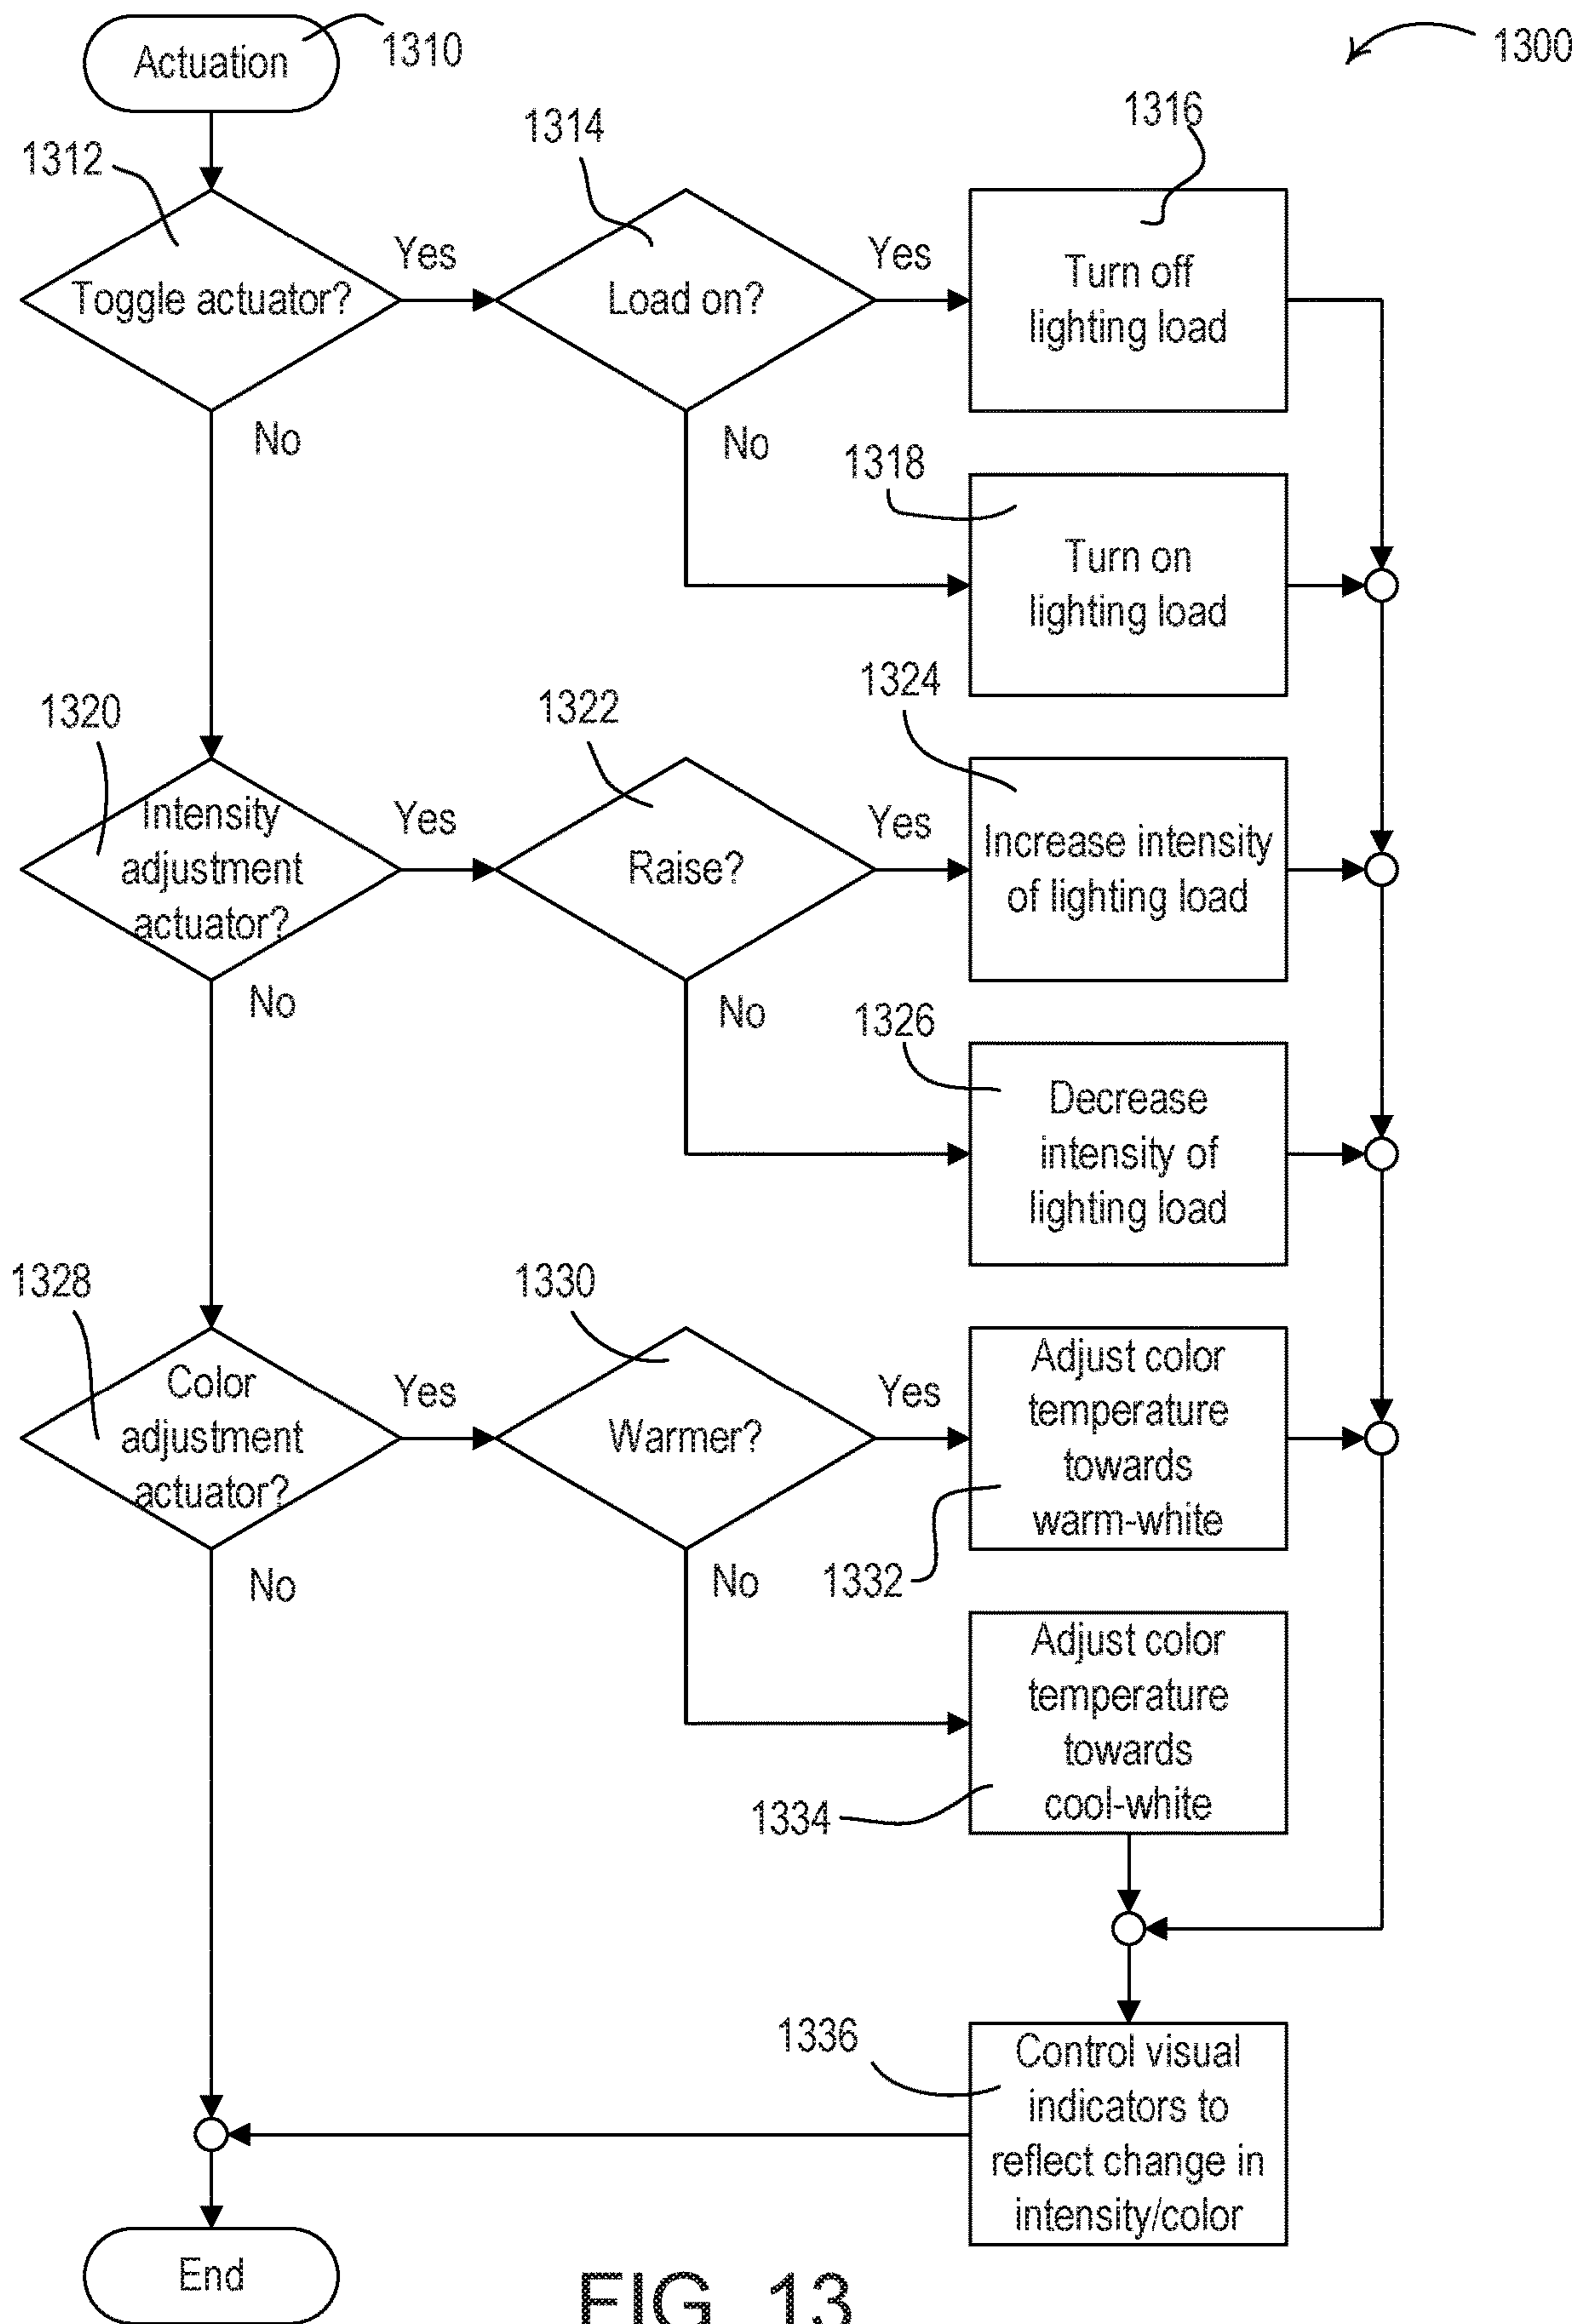 Actuation
1310
1300
1312
1314
1316
Toggle actuator?
Yes
Load on?
Yes
Turn off
lighting load
No
No
1318
Turn on
lighting load
1320
1322
1324
Intensity
adjustment
actuator?
Yes
Raise?
Yes
Increase intensity
of lighting load
No
No
1326
Decrease
intensity of
lighting load
1328
1330
Color
adjustment
actuator?
Yes
Warmer?
Yes
Adjust color
temperature
towards
warm-white
1332
No
No
Adjust color
temperature
towards
cool-white
1334
1336
Control visual
indicators to
reflect change in
intensity/color
End
FIG. 13